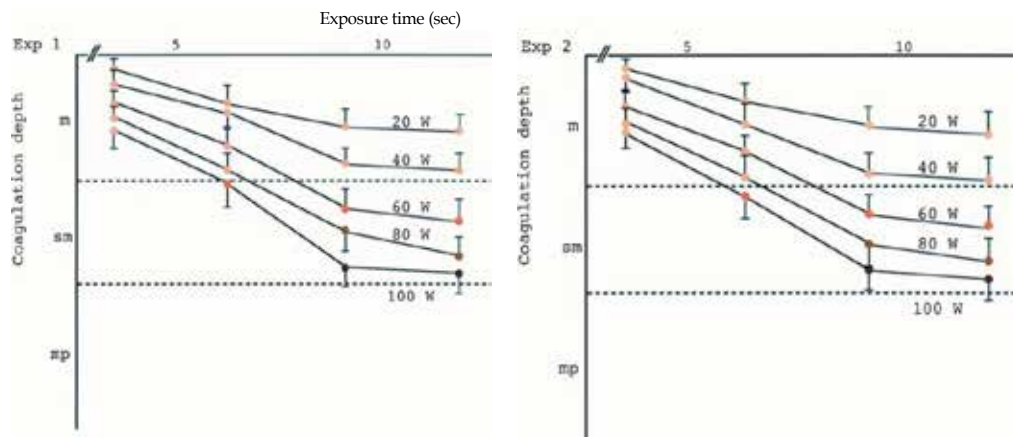 Exposure time (sec)
Exp 1 5 10
Coagulation depth
m
sm
mp
20 W
40 W
60 W
80 W
100 W
Exp 2 5 10
Coagulation depth
m
sm
mp
20 W
40 W
60 W
80 W
100 W